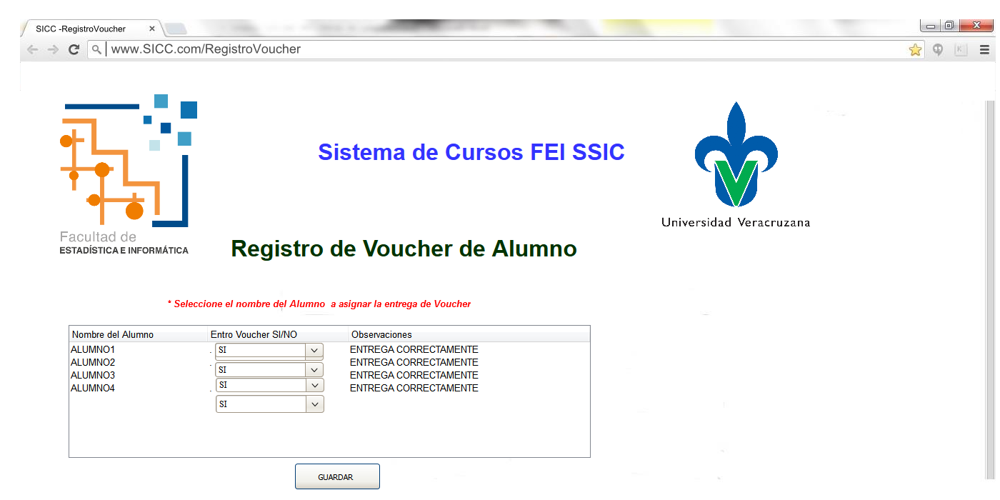 SICC -RegistroVoucher
www.SICC.com/RegistroVoucher
Sistema de Cursos FEI SSIC
Universidad Veracruzana
Facultad de
ESTADÍSTICA E INFORMÁTICA
Registro de Voucher de Alumno
* Seleccione el nombre del Alumno a asignar la entrega de Voucher
Nombre del Alumno Entro Voucher SI/NO Observaciones
ALUMNO1 . SI ENTREGA CORRECTAMENTE
ALUMNO2 . SI ENTREGA CORRECTAMENTE
ALUMNO3 SI ENTREGA CORRECTAMENTE
ALUMNO4 . SI ENTREGA CORRECTAMENTE
GUARDAR